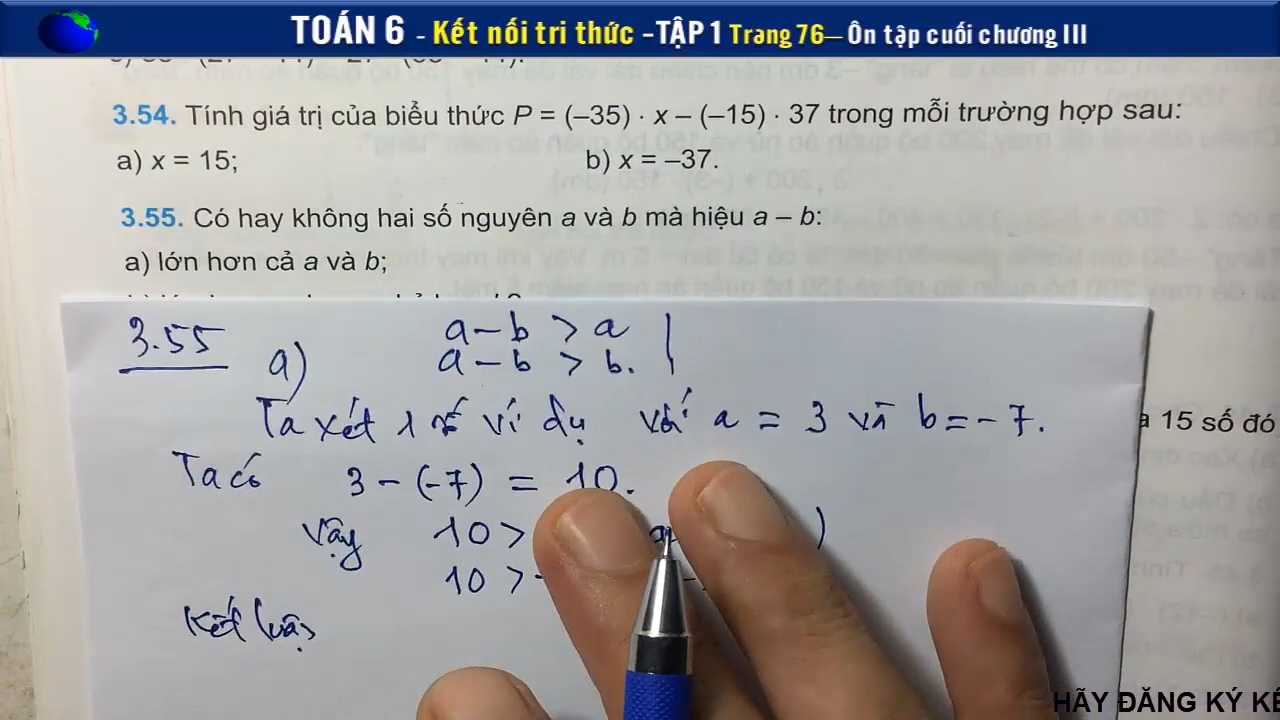 TOÁN 6 - Kết nối tri thức -TẬP 1 Trang 76– Ôn tập cuối chương III
3.54. Tính giá trị của biểu thức P = (–35) · x – (–15) · 37 trong mỗi trường hợp sau:
a) x = 15; b) x = –37.
3.55. Có hay không hai số nguyên a và b mà hiệu a – b:
a) lớn hơn cả a và b;
3.55 a) a – b > a
a – b > b.
Ta xét 1 số ví dụ với a = 3 và b = – 7.
a 15 số đó
Ta có 3 – (–7) = 10.
Vậy 10 > a )
10 > -
Kết luận
HÃY ĐĂNG KÝ KÊ